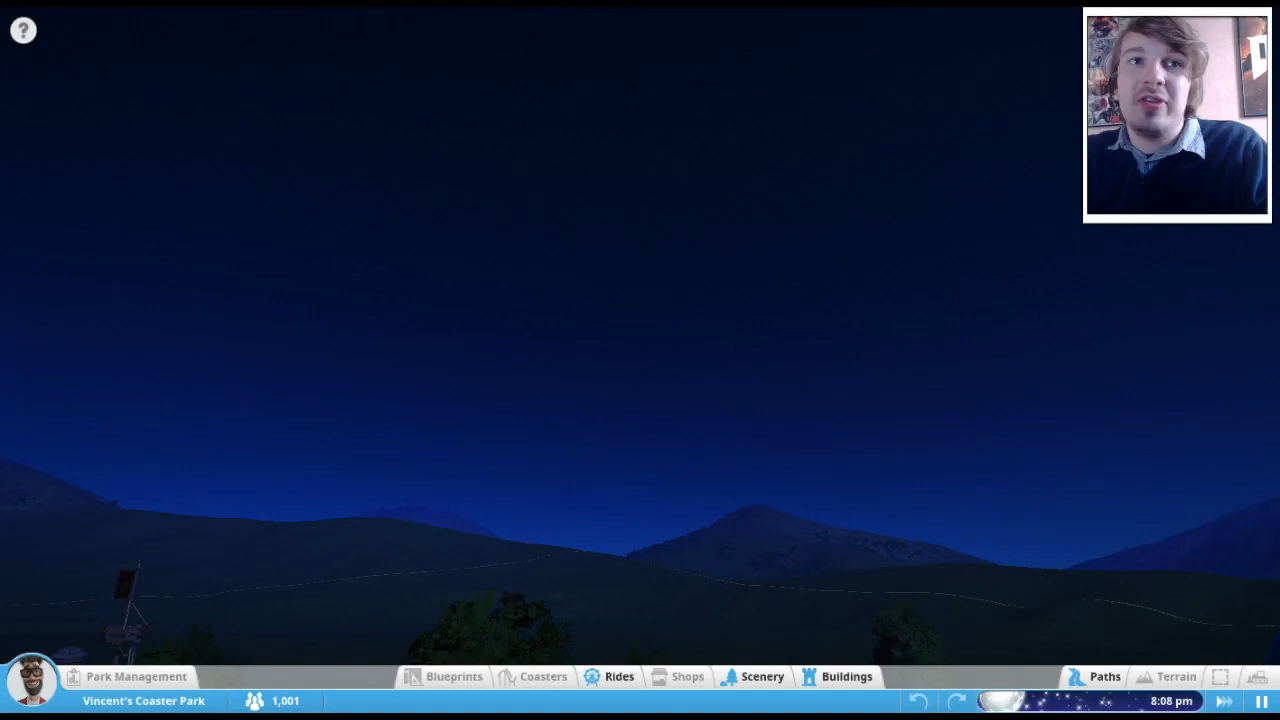 ?
Park Management
Blueprints
Coasters
Rides
Shops
Scenery
Buildings
Paths
Terrain
Vincent's Coaster Park
1,001
8:08 pm